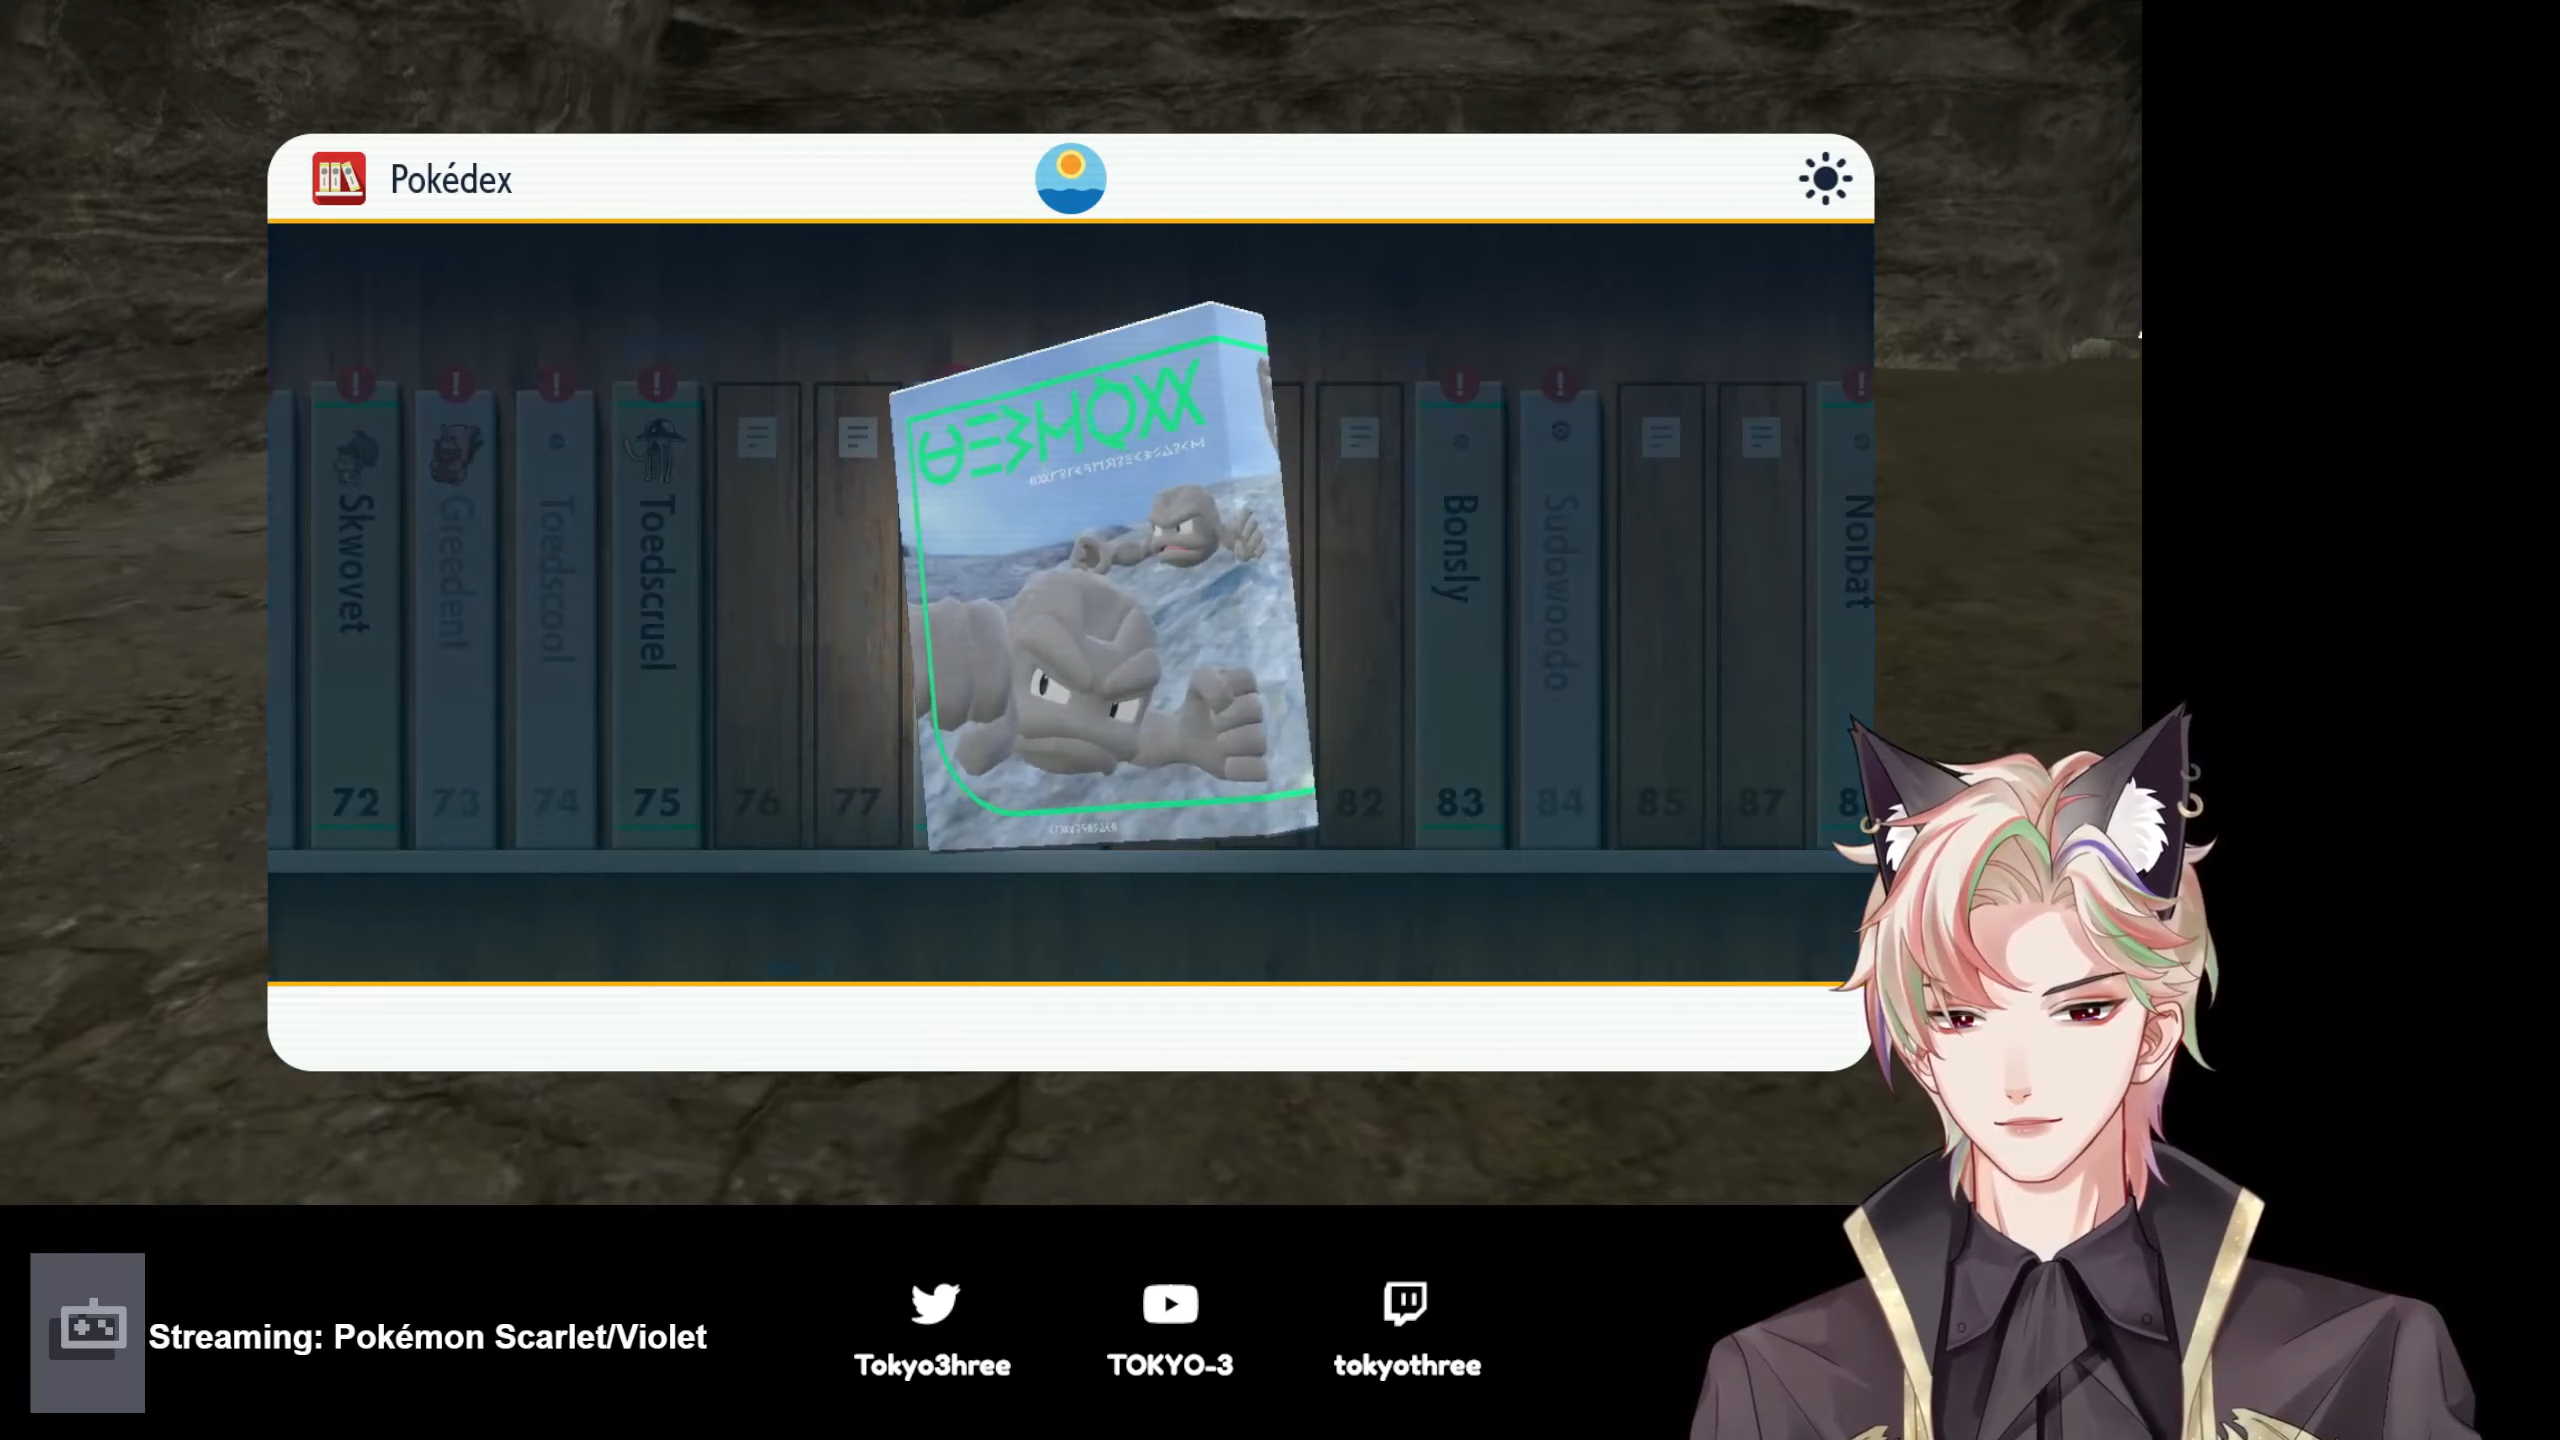 Pokédex
Skwovet
Greedent
Toedscool
Toedscruel
Bonsly
Sudowoodo
Noibat
72
73
74
75
76
77
82
83
84
85
87
8
Streaming: Pokémon Scarlet/Violet
Tokyo3hree
TOKYO-3
tokyothree